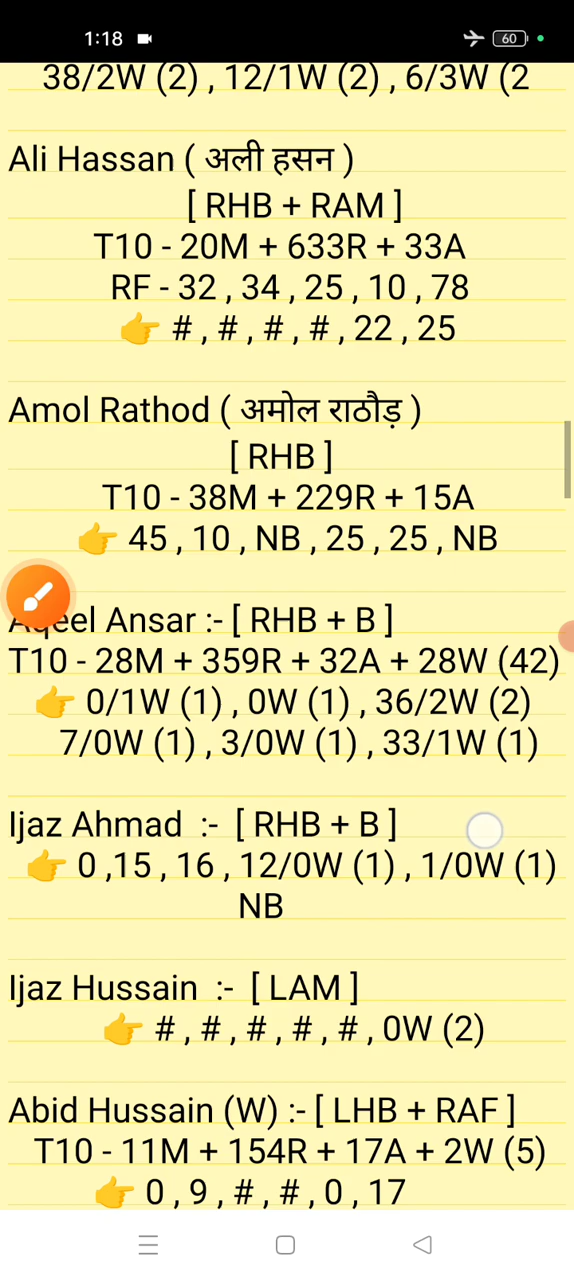 1:18
60
38/2W (2) , 12/1W (2) , 6/3W (2
Ali Hassan ( अली हसन )
[ RHB + RAM ]
T10 - 20M + 633R + 33A
RF - 32 , 34 , 25 , 10 , 78
👉 # , # , # , # , 22 , 25
Amol Rathod ( अमोल राठौड़ )
[ RHB ]
T10 - 38M + 229R + 15A
👉 45 , 10 , NB , 25 , 25 , NB
Aqeel Ansar :- [ RHB + B ]
T10 - 28M + 359R + 32A + 28W (42)
👉 0/1W (1) , 0W (1) , 36/2W (2)
7/0W (1) , 3/0W (1) , 33/1W (1)
Ijaz Ahmad :- [ RHB + B ]
👉 0 ,15 , 16 , 12/0W (1) , 1/0W (1)
NB
Ijaz Hussain :- [ LAM ]
👉 # , # , # , # , # , 0W (2)
Abid Hussain (W) :- [ LHB + RAF ]
T10 - 11M + 154R + 17A + 2W (5)
👉 0 , 9 , # , # , 0 , 17